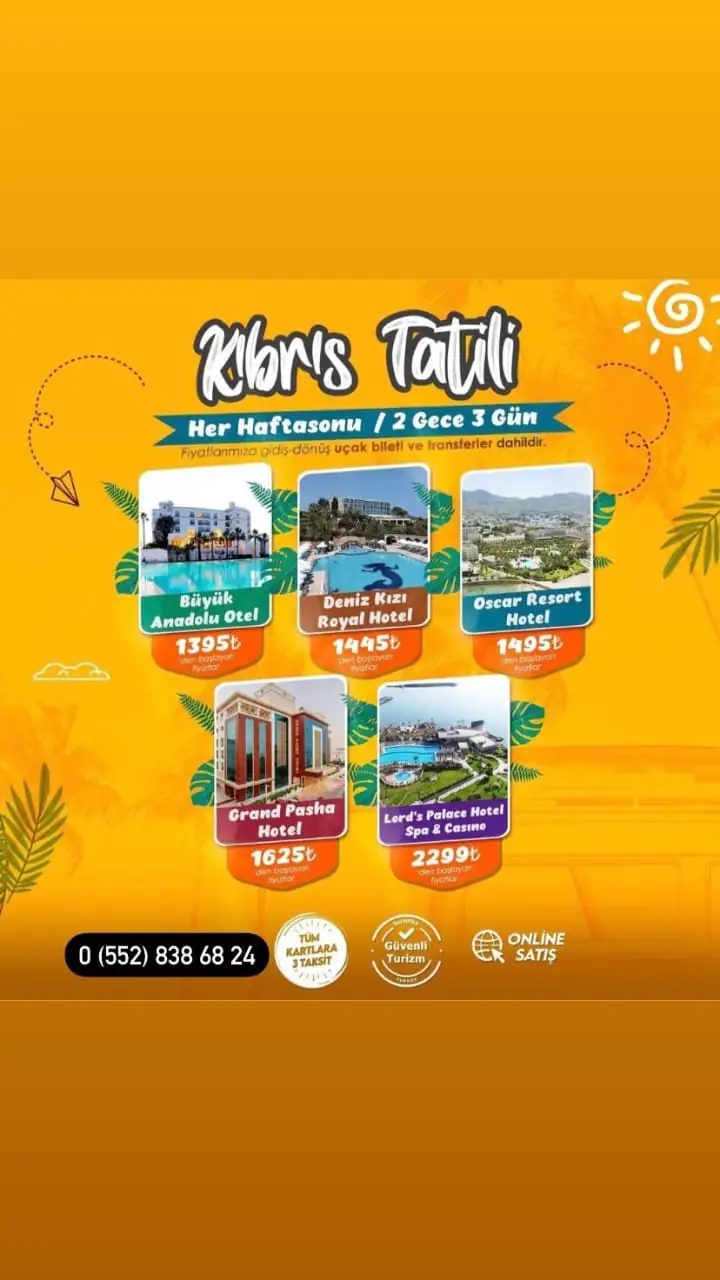 Kıbrıs Tatili
Her Haftasonu / 2 Gece 3 Gün
Fiyatlarımıza gidiş-dönüş uçak bileti ve transferler dahildir.
Büyük
Anadolu Otel
1395₺
'den başlayan
fiyatlar
Deniz Kızı
Royal Hotel
1445₺
'den başlayan
fiyatlar
Oscar Resort
Hotel
1495₺
'den başlayan
fiyatlar
Grand Pasha
Hotel
1625₺
'den başlayan
fiyatlar
Lord's Palace Hotel
Spa & Casino
2299₺
'den başlayan
fiyatlar
0 (552) 838 68 24
TÜM
KARTLARA
3 TAKSİT
Güvenli
Turizm
TURKEY
ONLİNE
SATIŞ